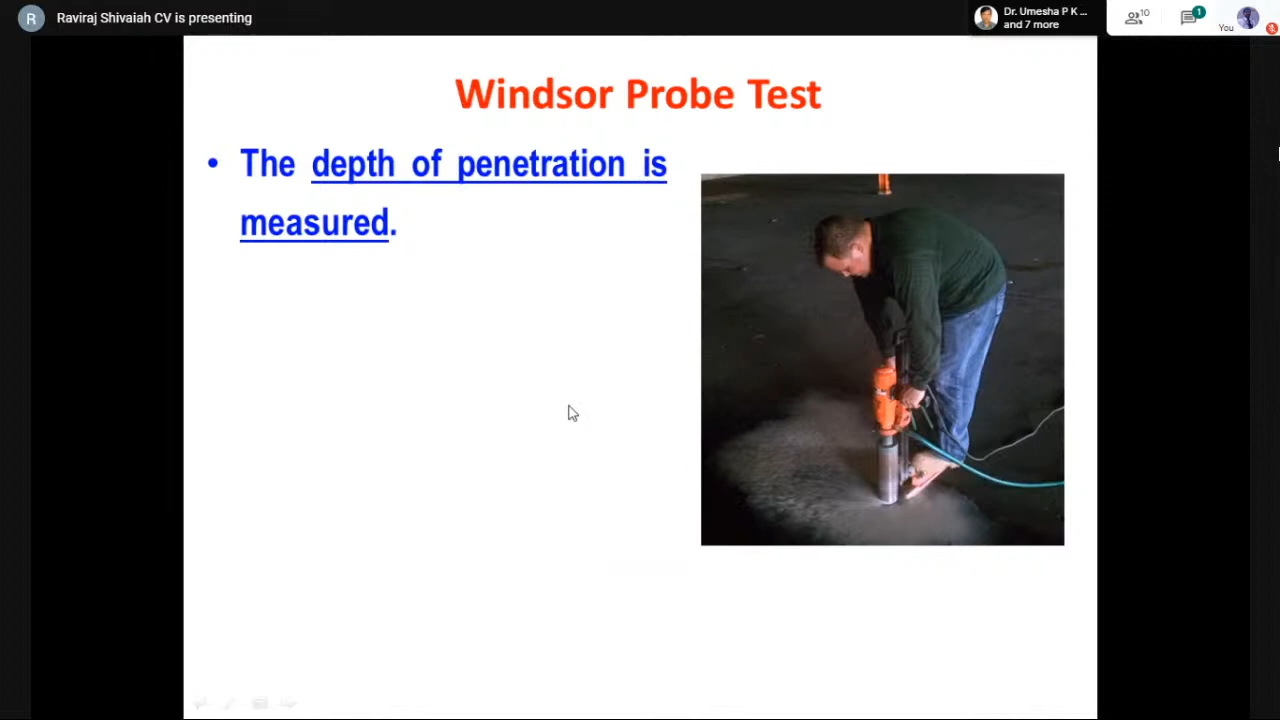 R
Raviraj Shivaiah CV is presenting
Dr. Umesha P K ...
and 7 more
10
1
You
Windsor Probe Test
• The depth of penetration is
measured.